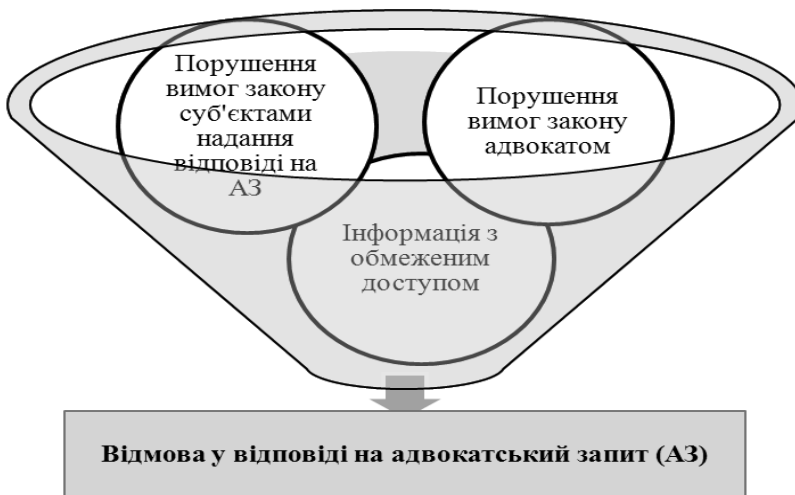 Порушення
вимог закону
суб'єктами
надання
відповіді на
АЗ
Порушення
вимог закону
адвокатом
Інформація з
обмеженим
доступом
Відмова у відповіді на адвокатський запит (АЗ)